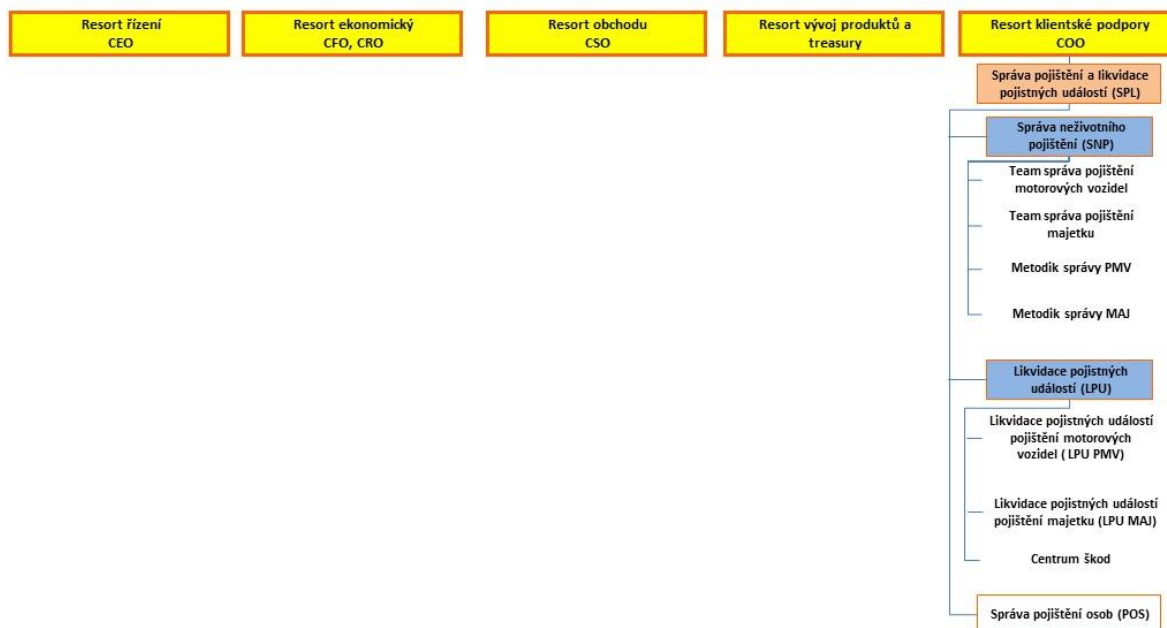 Resort řízení
CEO
Resort ekonomický
CFO, CRO
Resort obchodu
CSO
Resort vývoj produktů a
treasury
Resort klientské podpory
COO
Správa pojištění a likvidace
pojistných událostí (SPL)
Správa neživotního
pojištění (SNP)
Team správa pojištění
motorových vozidel
Team správa pojištění
majetku
Metodik správy PMV
Metodik správy MAJ
Likvidace pojistných
událostí (LPU)
Likvidace pojistných událostí
pojištění motorových
vozidel ( LPU PMV)
Likvidace pojistných událostí
pojištění majetku (LPU MAJ)
Centrum škod
Správa pojištění osob (POS)